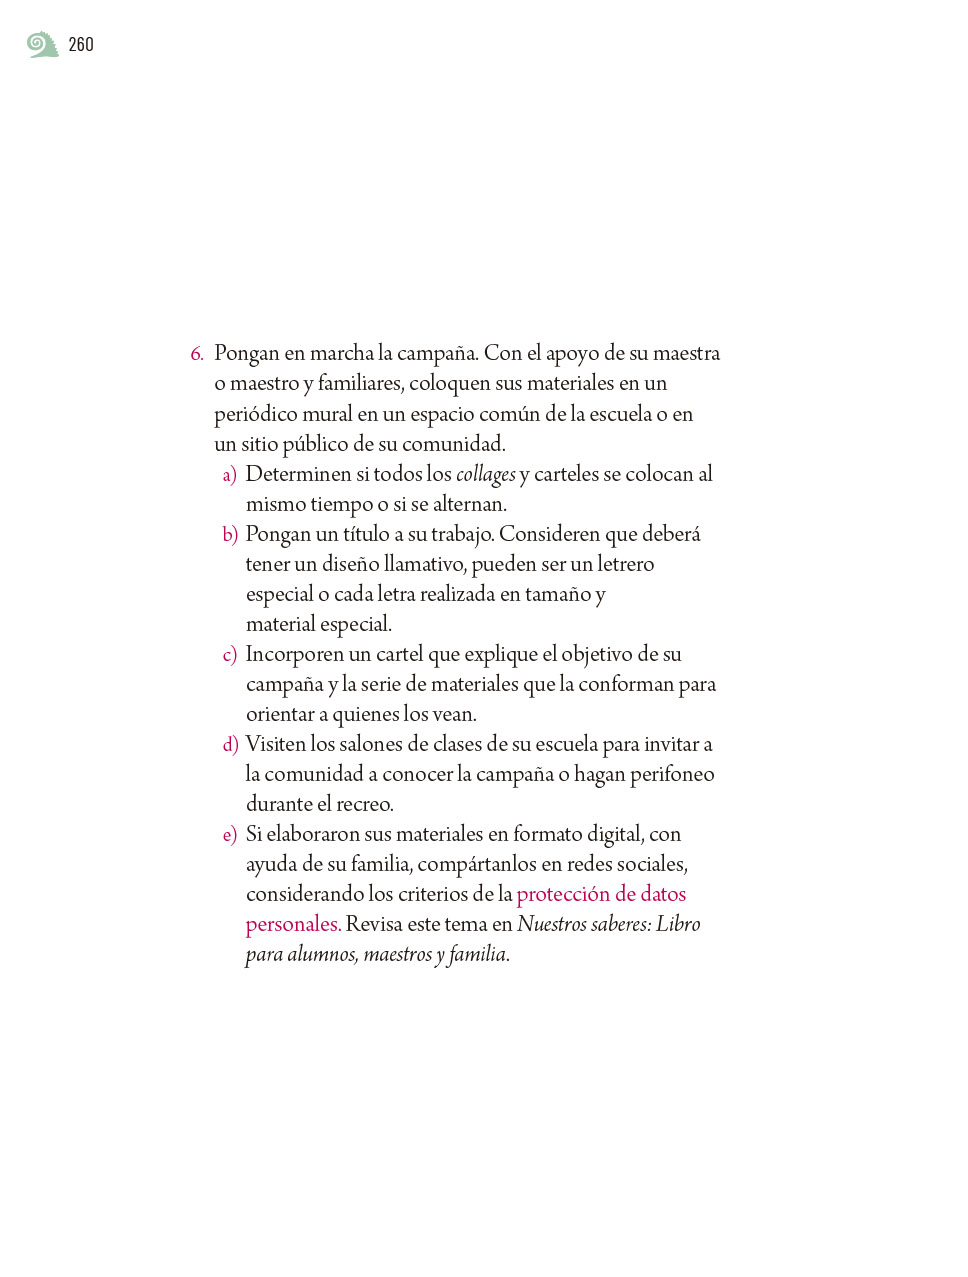 260
6. Pongan en marcha la campaña. Con el apoyo de su maestra
o maestro y familiares, coloquen sus materiales en un
periódico mural en un espacio común de la escuela o en
un sitio público de su comunidad.
a) Determinen si todos los collages y carteles se colocan al
mismo tiempo o si se alternan.
b) Pongan un título a su trabajo. Consideren que deberá
tener un diseño llamativo, pueden ser un letrero
especial o cada letra realizada en tamaño y
material especial.
c) Incorporen un cartel que explique el objetivo de su
campaña y la serie de materiales que la conforman para
orientar a quienes los vean.
d) Visiten los salones de clases de su escuela para invitar a
la comunidad a conocer la campaña o hagan perifoneo
durante el recreo.
e) Si elaboraron sus materiales en formato digital, con
ayuda de su familia, compártanlos en redes sociales,
considerando los criterios de la protección de datos
personales. Revisa este tema en Nuestros saberes: Libro
para alumnos, maestros y familia.